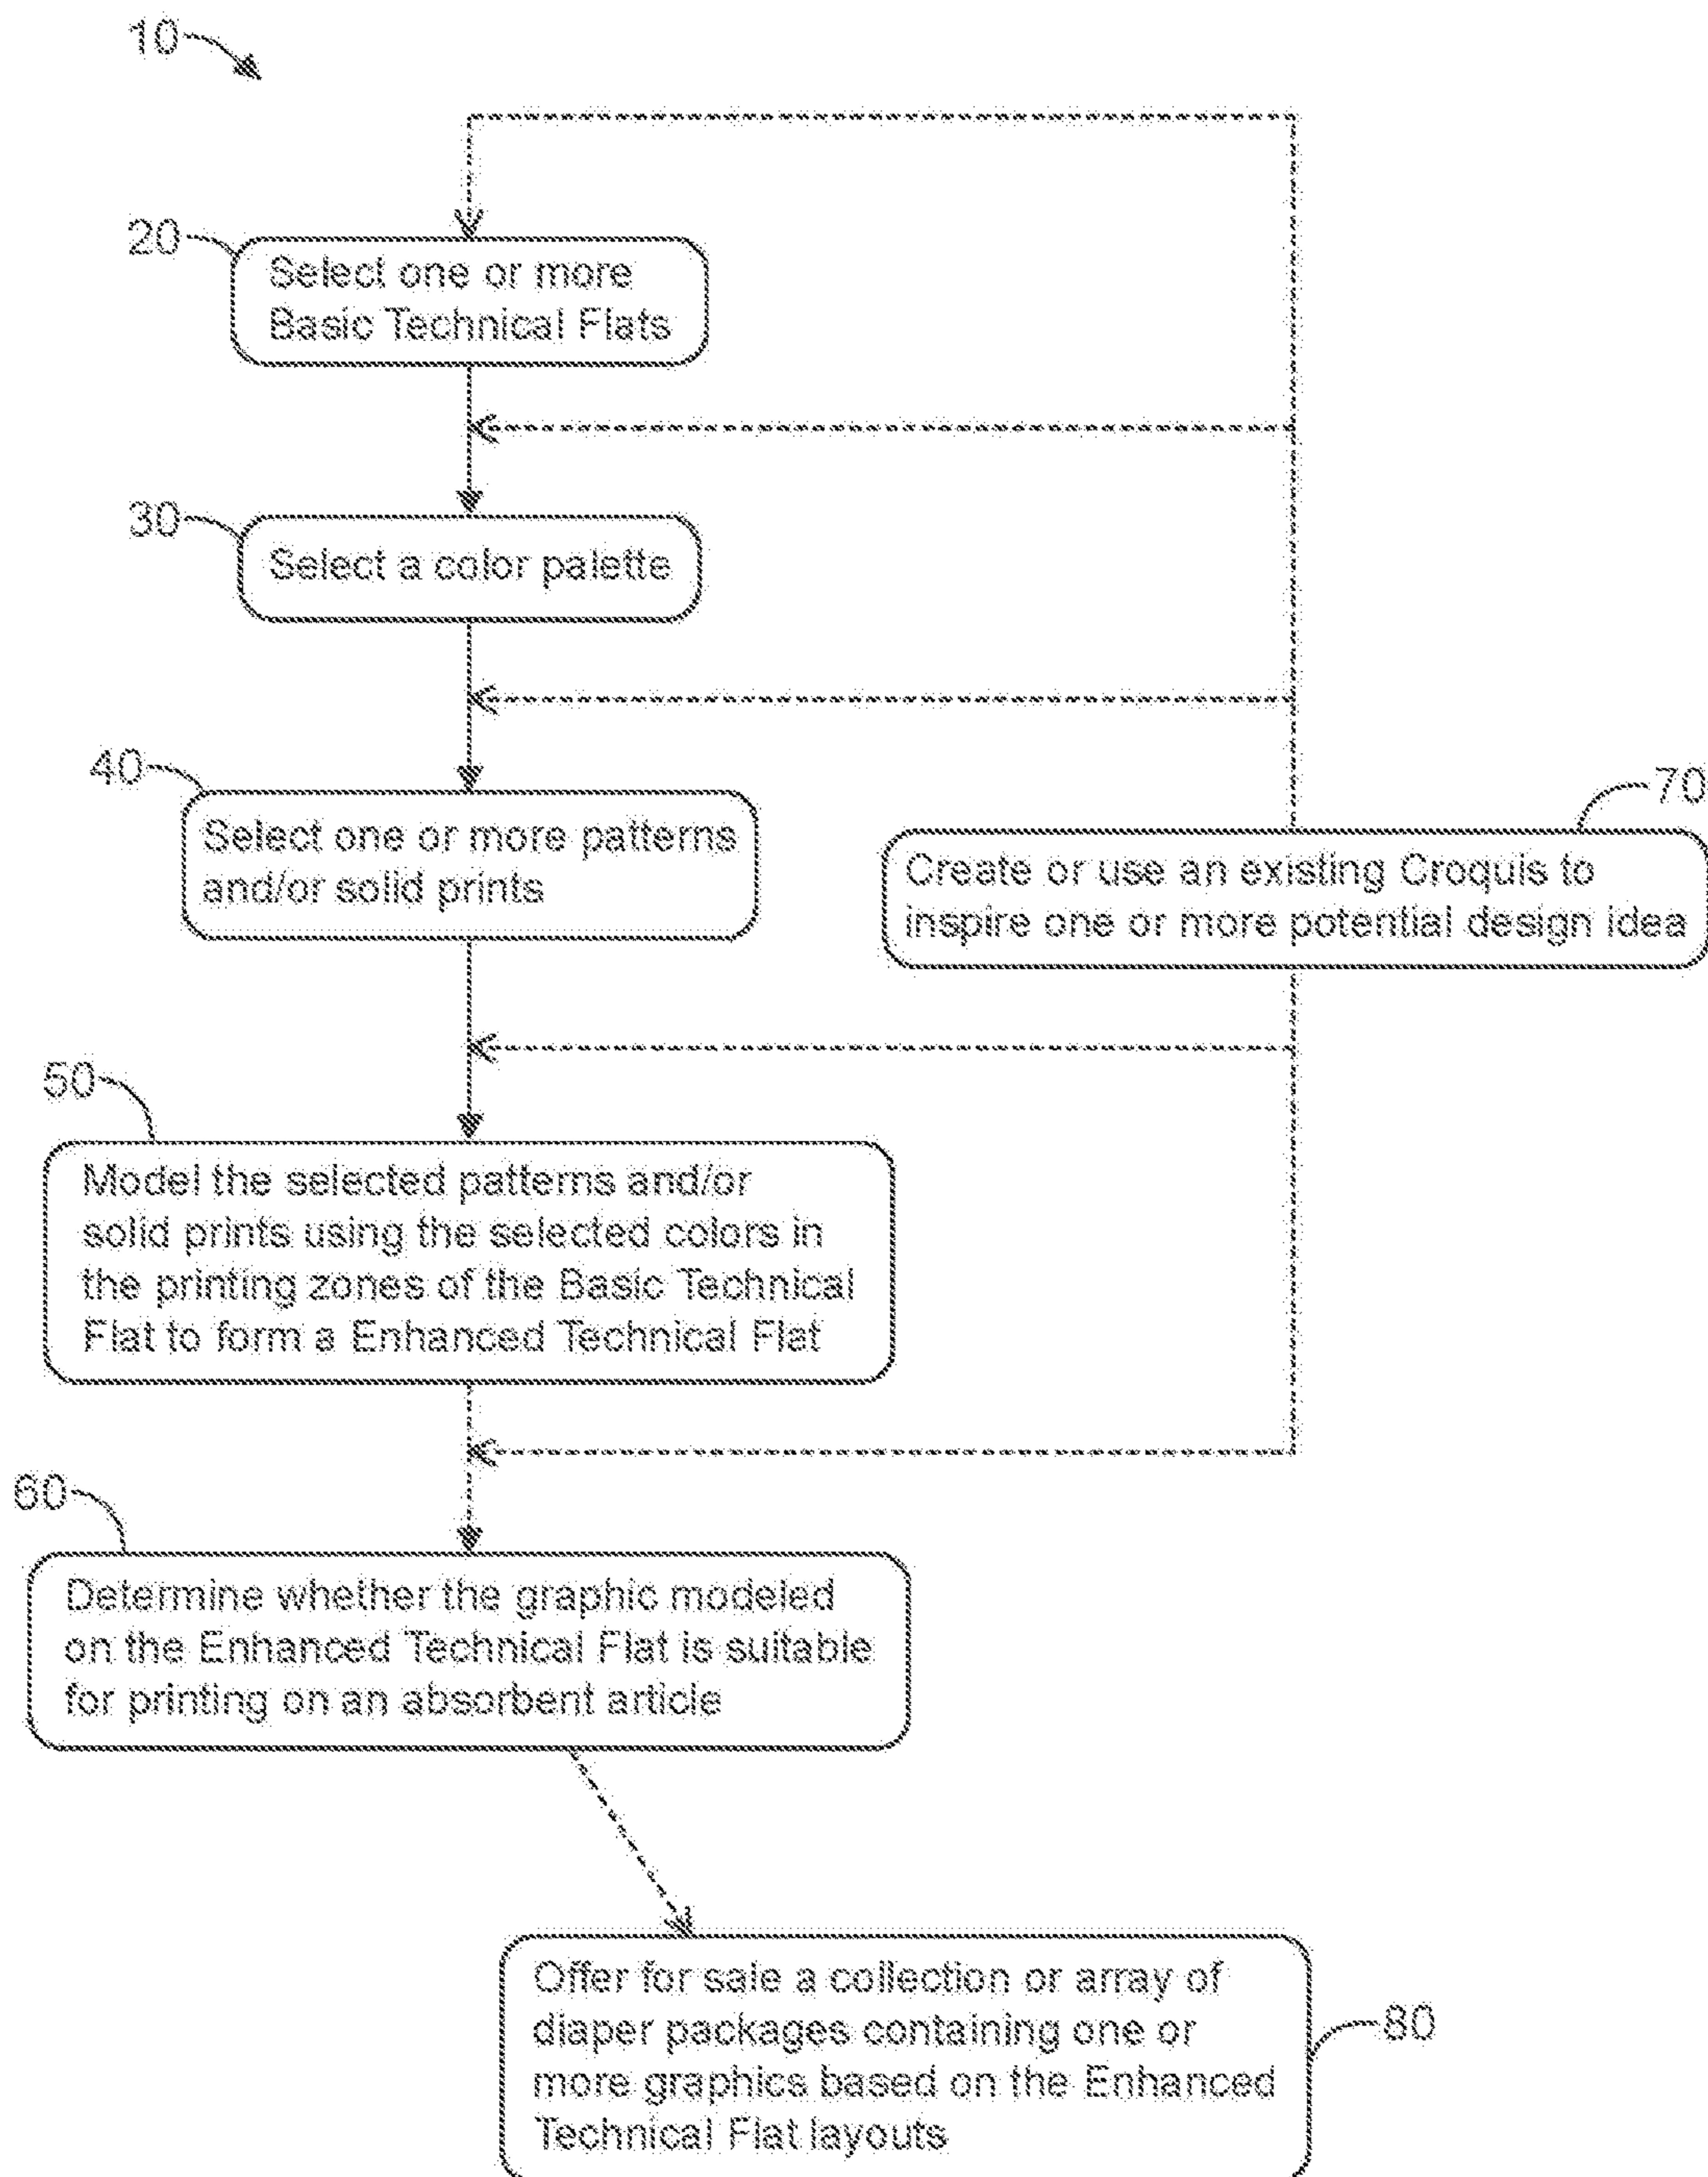 10
20
Select one or more
Basic Technical Flats
30
Select a color palette
40
Select one or more patterns
and/or solid prints
70
Create or use an existing Croquis to
inspire one or more potential design idea
50
Model the selected patterns and/or
solid prints using the selected colors in
the printing zones of the Basic Technical
Flat to form a Enhanced Technical Flat
60
Determine whether the graphic modeled
on the Enhanced Technical Flat is suitable
for printing on an absorbent article
Offer for sale a collection or array of
diaper packages containing one or
more graphics based on the Enhanced
Technical Flat layouts
80